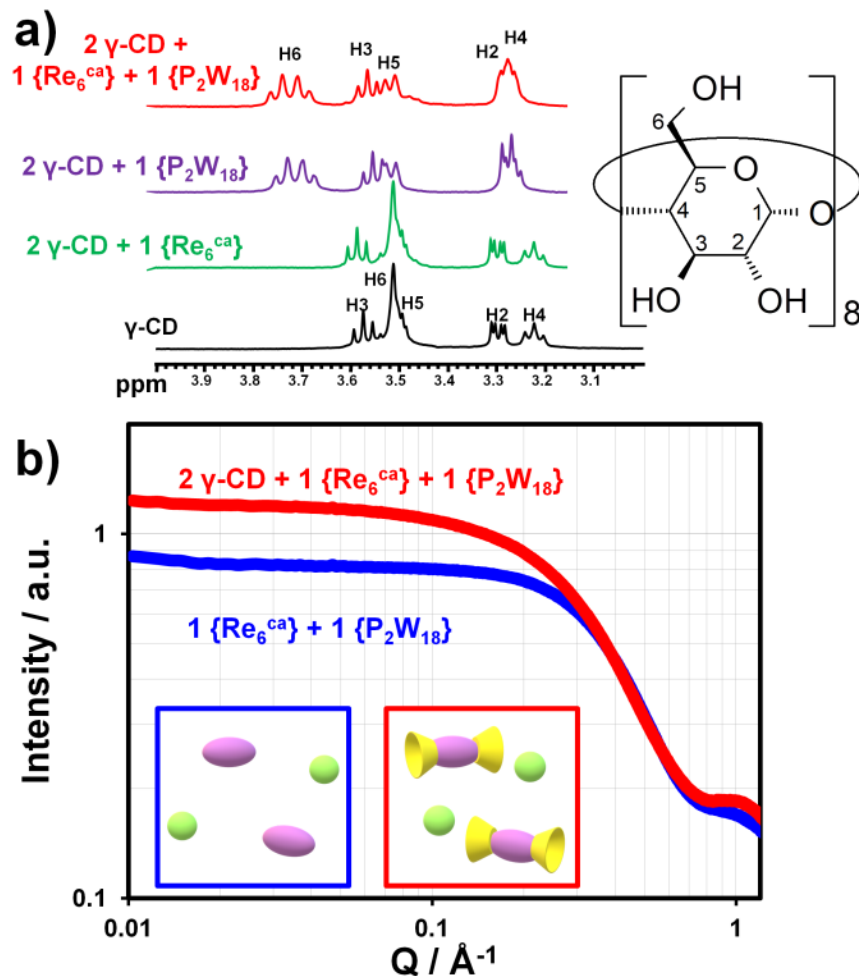 a)
2 γ-CD +
1 {Re₆ᶜᵃ} + 1 {P₂W₁₈}
H6
H3
H5
H2
H4
2 γ-CD + 1 {P₂W₁₈}
2 γ-CD + 1 {Re₆ᶜᵃ}
γ-CD
H3
H6
H5
H2
H4
ppm 3.9 3.8 3.7 3.6 3.5 3.4 3.3 3.2 3.1
OH
6
5
O
4
1
O
3
2
HO
OH
8
b)
2 γ-CD + 1 {Re₆ᶜᵃ} + 1 {P₂W₁₈}
1 {Re₆ᶜᵃ} + 1 {P₂W₁₈}
Intensity / a.u.
1
0.1
0.01 0.1 1
Q / Å⁻¹